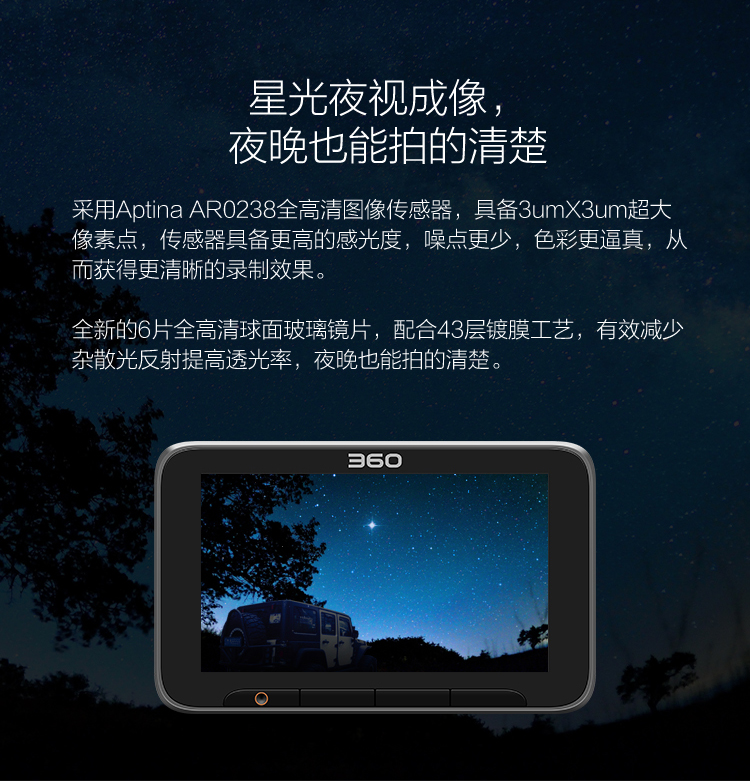 星光夜视成像，
夜晚也能拍的清楚
采用Aptina AR0238全高清图像传感器，具备3umX3um超大
像素点，传感器具备更高的感光度，噪点更少，色彩更逼真，从
而获得更清晰的录制效果。
全新的6片全高清球面玻璃镜片，配合43层镀膜工艺，有效减少
杂散光反射提高透光率，夜晚也能拍的清楚。
360